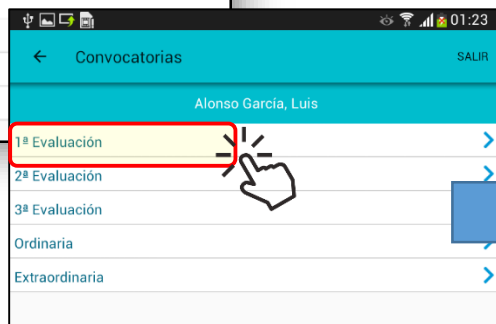 01:23
Convocatorias SALIR
Alonso García, Luis
1ª Evaluación
2ª Evaluación
3ª Evaluación
Ordinaria
Extraordinaria